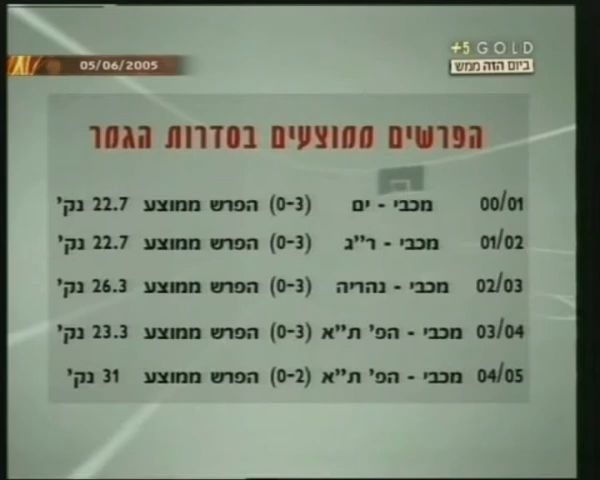 +5 GOLD
ביום הזה ממש
05/06/2005
הפרשים ממוצעים בסדרות הגמר
00/01 מכבי - ים (0-3) הפרש ממוצע 22.7 נק'
01/02 מכבי - ר"ג (0-3) הפרש ממוצע 22.7 נק'
02/03 מכבי - נהריה (0-3) הפרש ממוצע 26.3 נק'
03/04 מכבי - הפ' ת"א (0-3) הפרש ממוצע 23.3 נק'
04/05 מכבי - הפ' ת"א (0-2) הפרש ממוצע 31 נק'